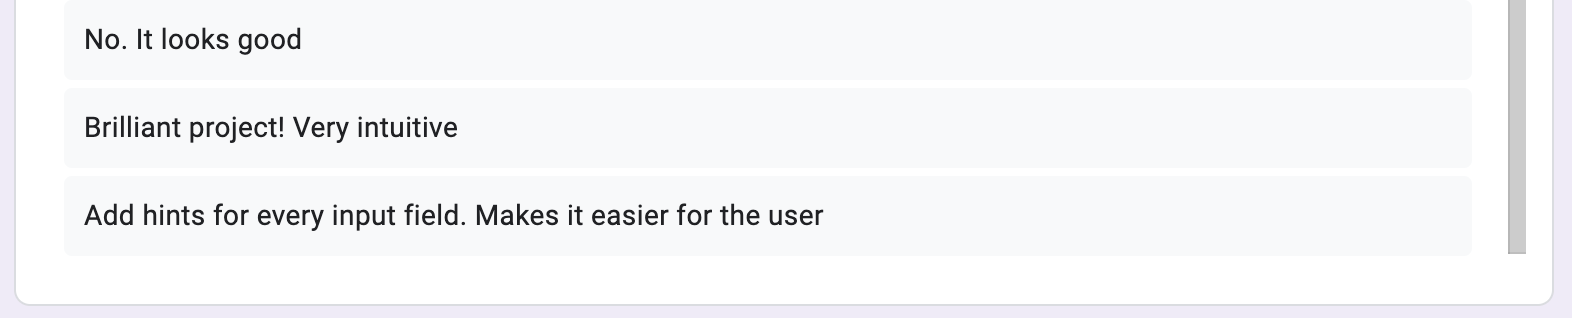 No. It looks good
Brilliant project! Very intuitive
Add hints for every input field. Makes it easier for the user